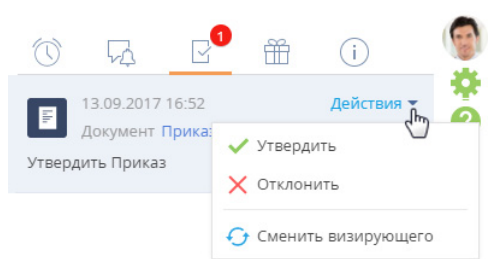 1
13.09.2017 16:52 Действия
Документ Приказ
Утвердить Приказ
Утвердить
Отклонить
Сменить визирующего